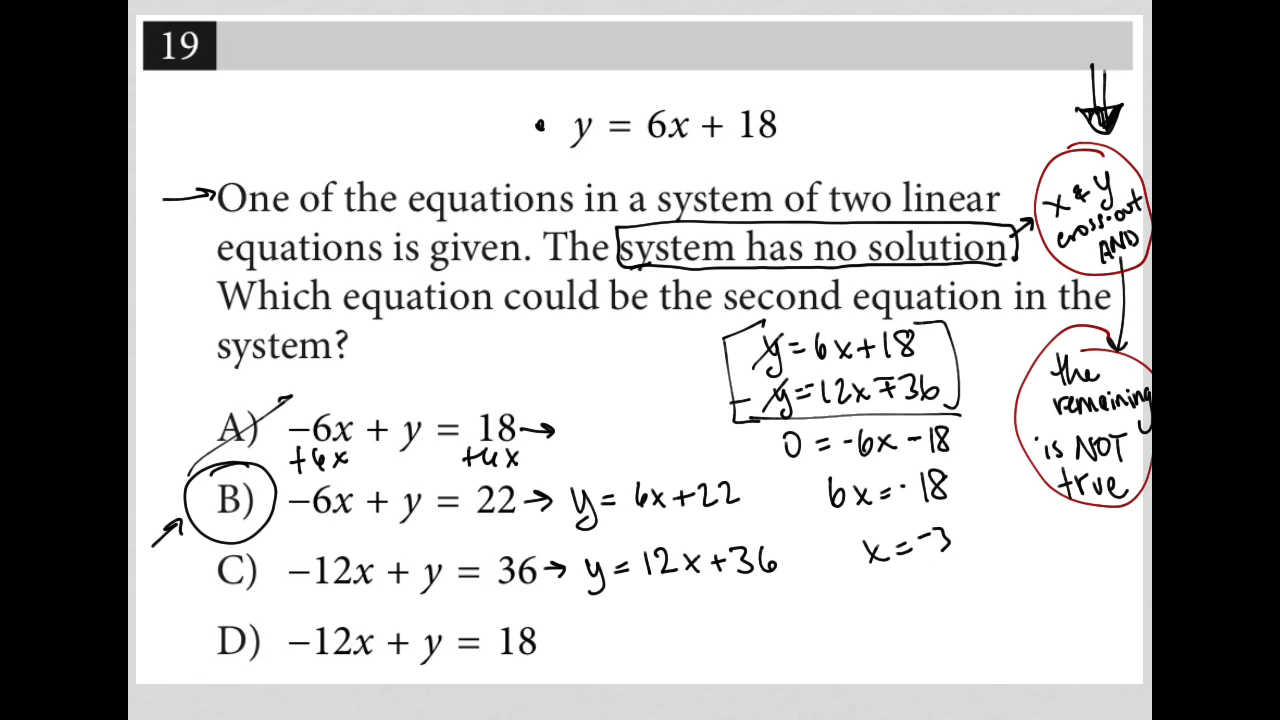 19
• y = 6x + 18
One of the equations in a system of two linear
equations is given. The system has no solution.
Which equation could be the second equation in the
system?
A) −6x + y = 18 →
+6x +6x
B) −6x + y = 22 → y = 6x + 22
C) −12x + y = 36 → y = 12x + 36
D) −12x + y = 18
y = 6x + 18
− y = 12x + 36
0 = -6x - 18
6x = -18
x = -3
x & y
cross-out
AND
the
remaining
is NOT
true